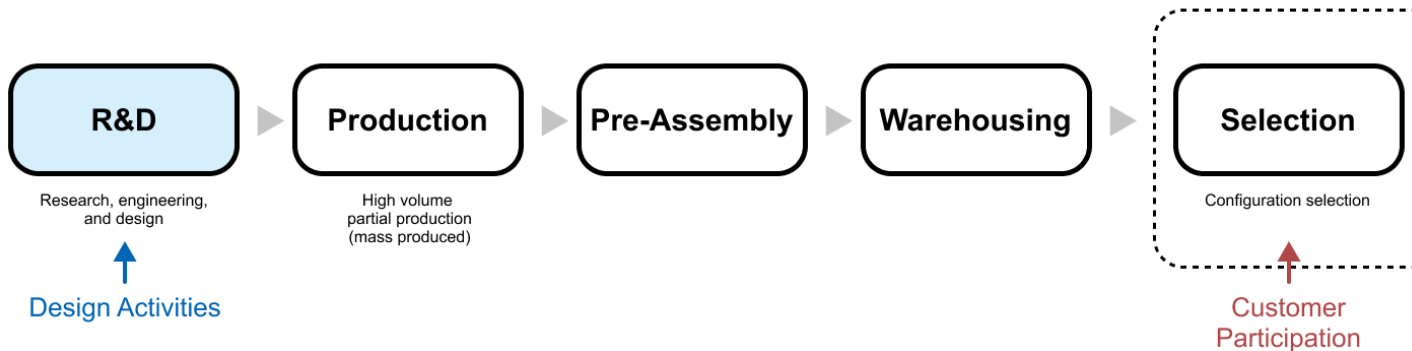 R&D
Production
Pre-Assembly
Warehousing
Selection
Research, engineering,
and design
High volume
partial production
(mass produced)
Configuration selection
Design Activities
Customer
Participation